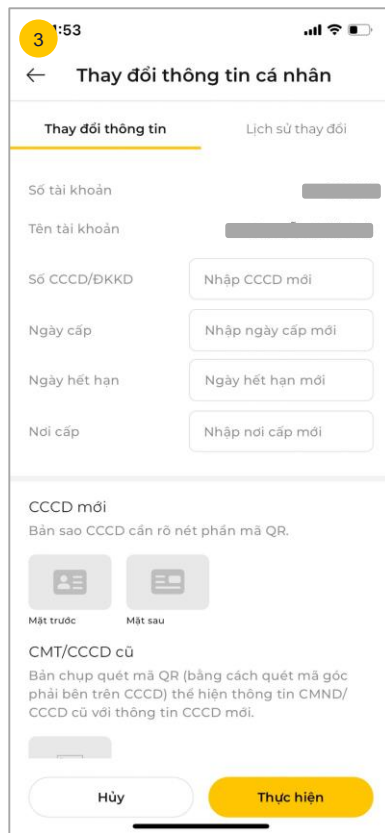 3
:53
Thay đổi thông tin cá nhân
Thay đổi thông tin
Lịch sử thay đổi
Số tài khoản
Tên tài khoản
Số CCCD/ĐKKD
Nhập CCCD mới
Ngày cấp
Nhập ngày cấp mới
Ngày hết hạn
Ngày hết hạn mới
Nơi cấp
Nhập nơi cấp mới
CCCD mới
Bản sao CCCD cần rõ nét phần mã QR.
Mặt trước
Mặt sau
CMT/CCCD cũ
Bản chụp quét mã QR (bằng cách quét mã góc
phải bên trên CCCD) thể hiện thông tin CMND/
CCCD cũ với thông tin CCCD mới.
Hủy
Thực hiện